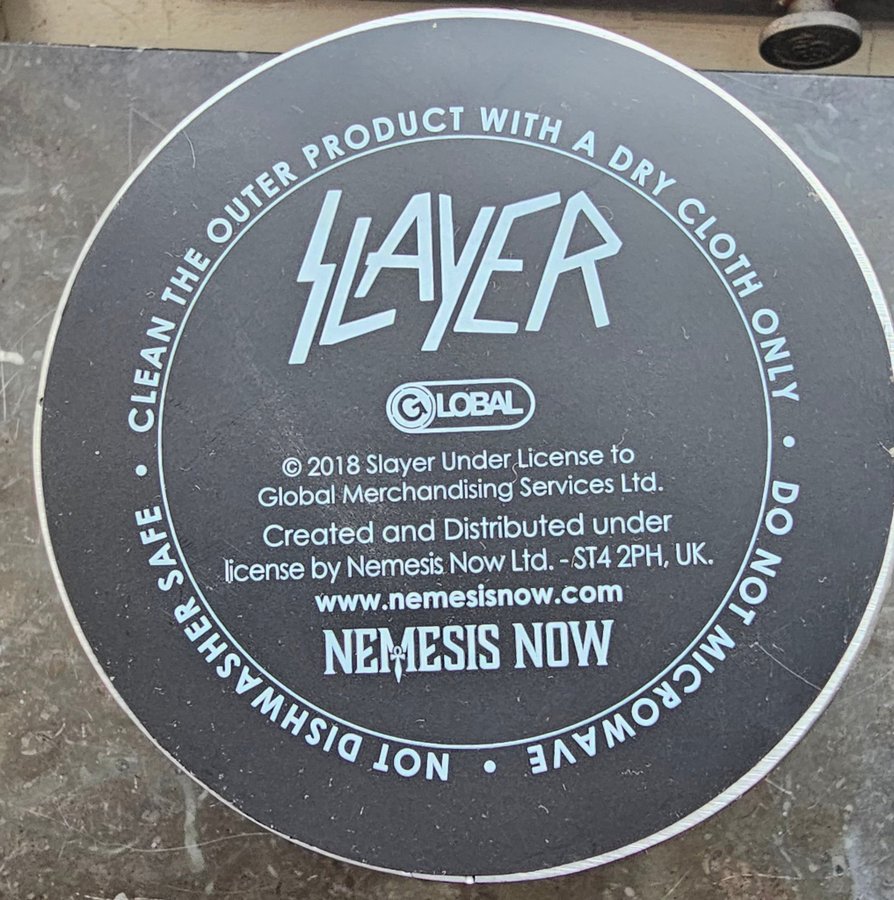 CLEAN THE OUTER PRODUCT WITH A DRY CLOTH ONLY • DO NOT MICROWAVE • NOT DISHWASHER SAFE •
SLAYER
GLOBAL
© 2018 Slayer Under License to
Global Merchandising Services Ltd.
Created and Distributed under
license by Nemesis Now Ltd. - ST4 2PH, UK.
www.nemesisnow.com
NEMESIS NOW